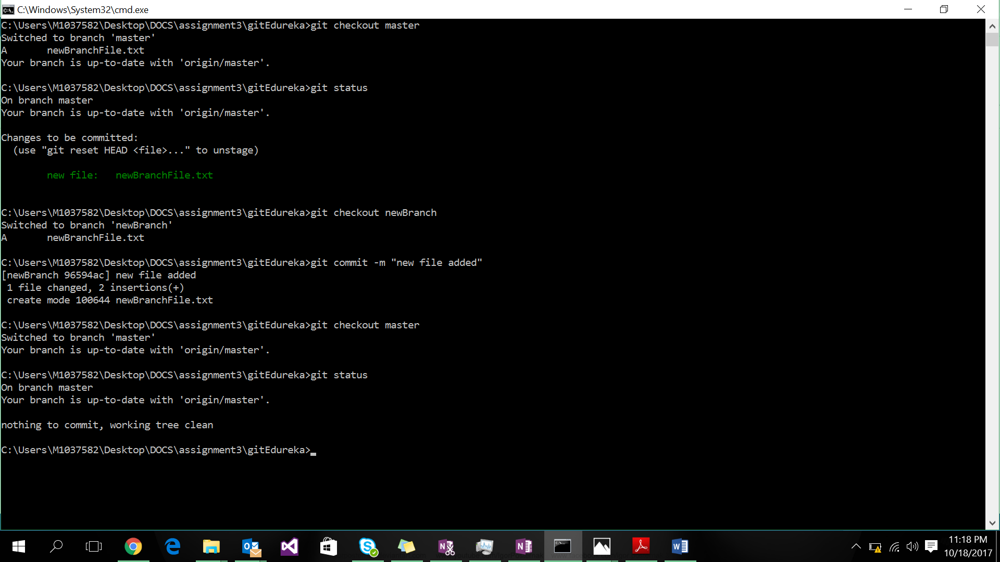 C:\Windows\System32\cmd.exe
C:\Users\M1037582\Desktop\DOCS\assignment3\gitEdureka>git checkout master
Switched to branch 'master'
A       newBranchFile.txt
Your branch is up-to-date with 'origin/master'.
C:\Users\M1037582\Desktop\DOCS\assignment3\gitEdureka>git status
On branch master
Your branch is up-to-date with 'origin/master'.
Changes to be committed:
  (use "git reset HEAD <file>..." to unstage)
        new file:   newBranchFile.txt
C:\Users\M1037582\Desktop\DOCS\assignment3\gitEdureka>git checkout newBranch
Switched to branch 'newBranch'
A       newBranchFile.txt
C:\Users\M1037582\Desktop\DOCS\assignment3\gitEdureka>git commit -m "new file added"
[newBranch 96594ac] new file added
 1 file changed, 2 insertions(+)
 create mode 100644 newBranchFile.txt
C:\Users\M1037582\Desktop\DOCS\assignment3\gitEdureka>git checkout master
Switched to branch 'master'
Your branch is up-to-date with 'origin/master'.
C:\Users\M1037582\Desktop\DOCS\assignment3\gitEdureka>git status
On branch master
Your branch is up-to-date with 'origin/master'.
nothing to commit, working tree clean
C:\Users\M1037582\Desktop\DOCS\assignment3\gitEdureka>
11:18 PM
10/18/2017